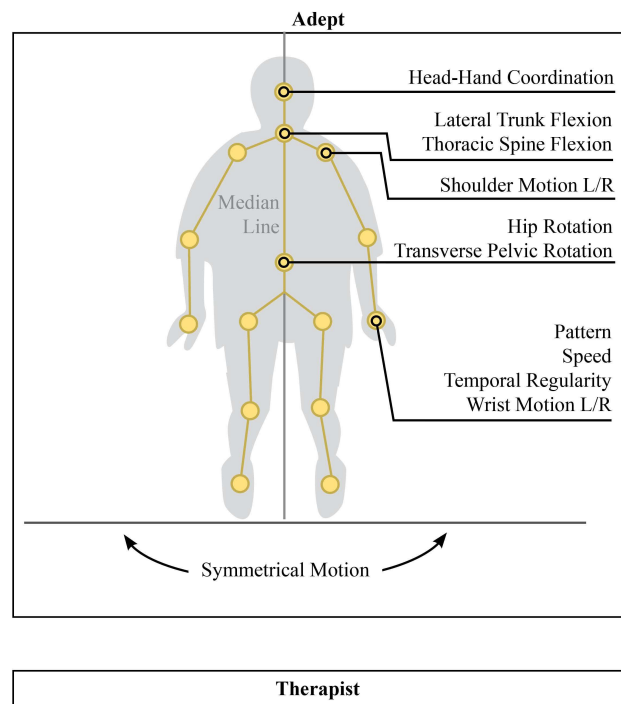 Adept
Head-Hand Coordination
Lateral Trunk Flexion
Thoracic Spine Flexion
Shoulder Motion L/R
Median
Line
Hip Rotation
Transverse Pelvic Rotation
Pattern
Speed
Temporal Regularity
Wrist Motion L/R
Symmetrical Motion
Therapist